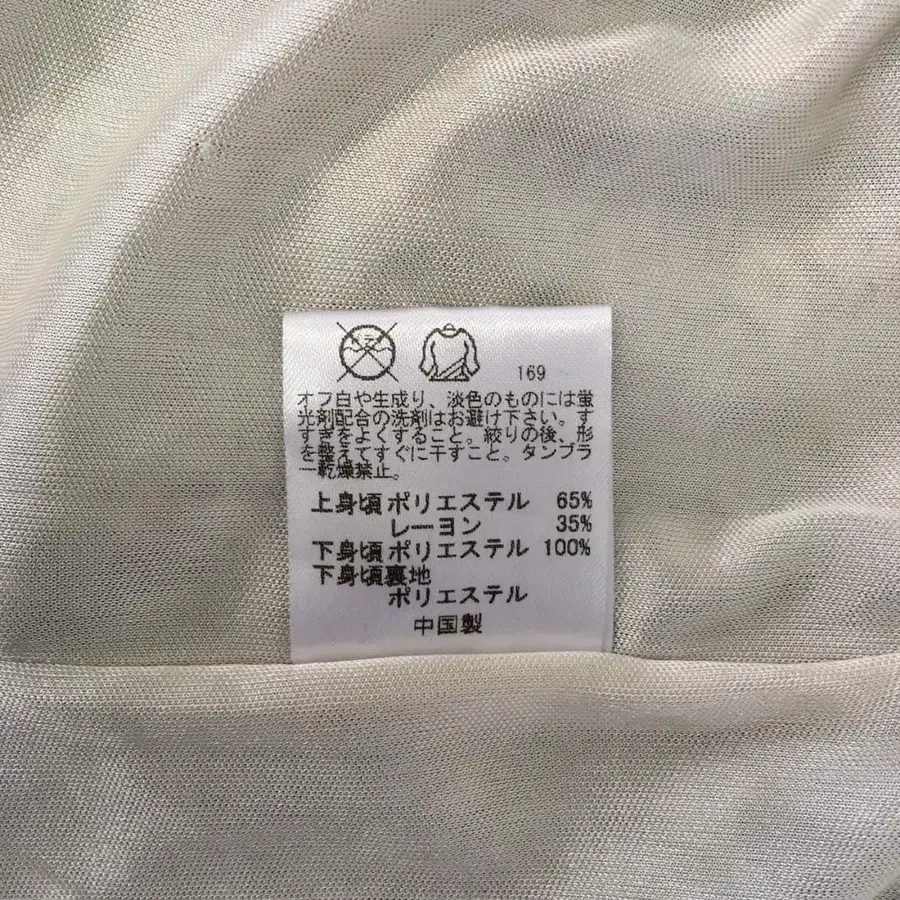 169
オフ白や生成り、淡色のものには蛍
光剤配合の洗剤はお避け下さい。す
すぎをよくすること。絞りの後、形
を整えてすぐに干すこと。タンブラ
ー乾燥禁止。
上身頃 ポリエステル 65%
レーヨン 35%
下身頃 ポリエステル 100%
下身頃裏地
ポリエステル
中国製